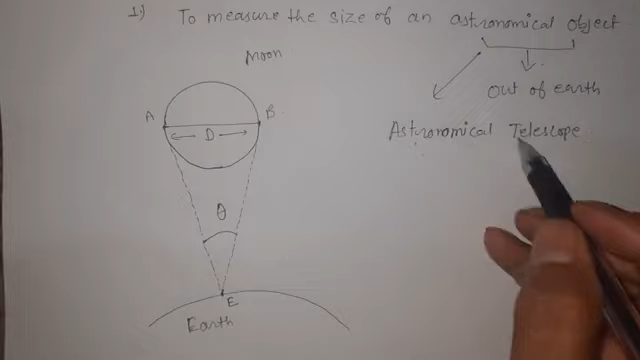 1) To measure the size of an astronomical object
Moon
Out of earth
A
B
D
Astronomical Telescope
θ
E
Earth